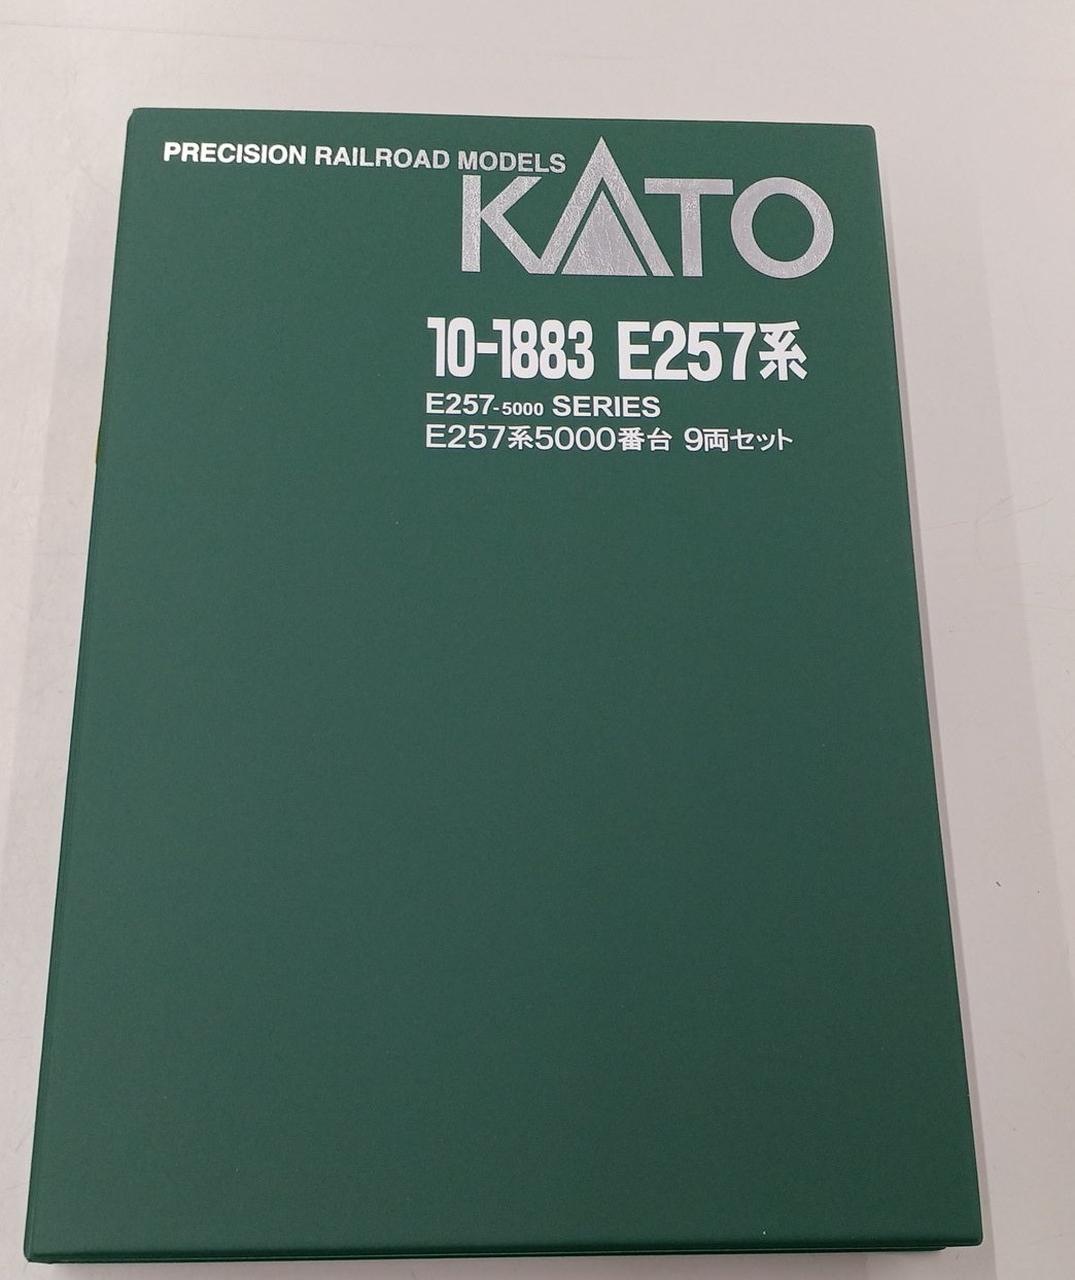 PRECISION RAILROAD MODELS
KATO
10-1883 E257系
E257-5000 SERIES
E257系5000番台 9両セット